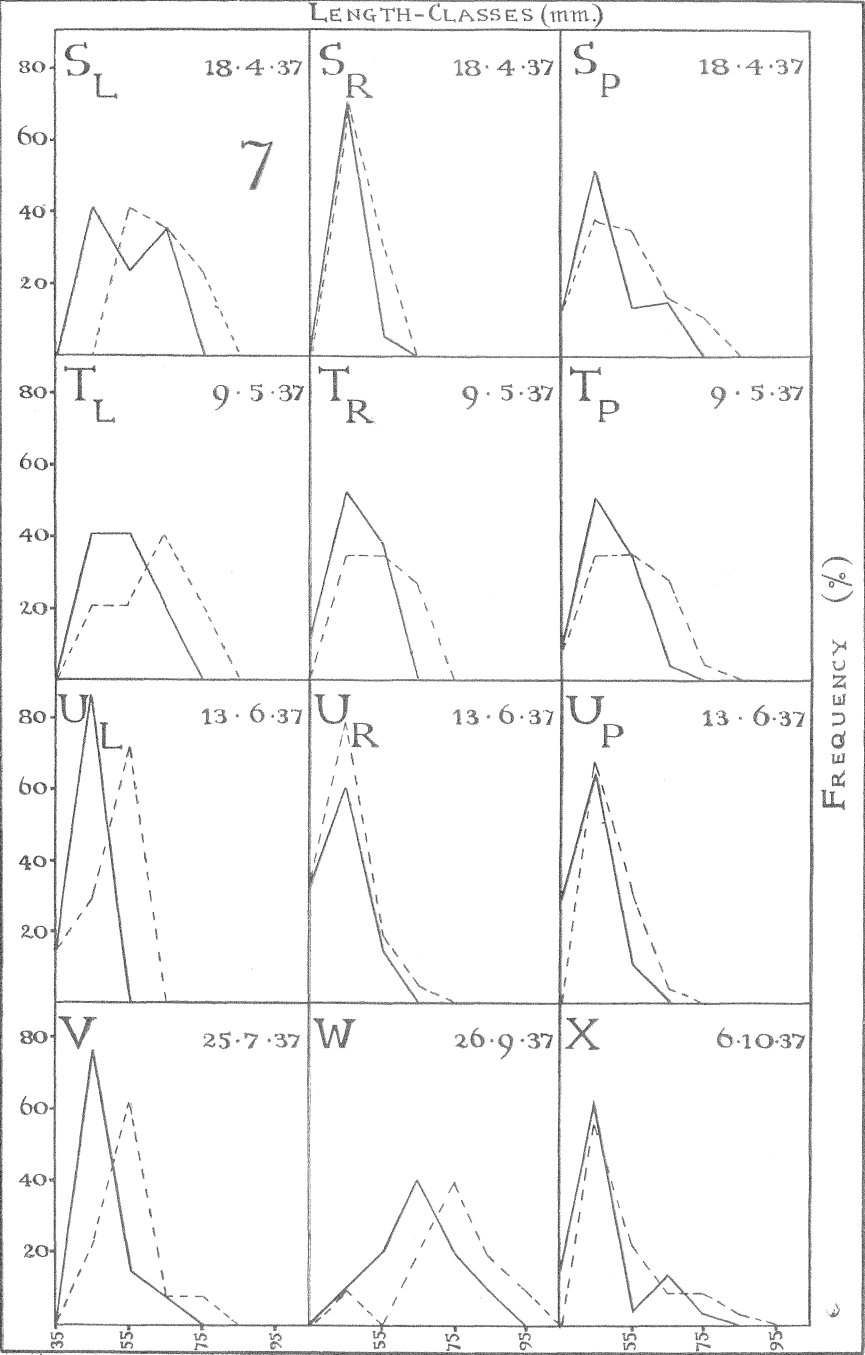 LENGTH-CLASSES (mm.)
80 SL 18·4·37 SR 18·4·37 SP 18·4·37
60 7
40
20
80 TL 9·5·37 TR 9·5·37 TP 9·5·37
60
40
20
80 UL 13·6·37 UR 13·6·37 UP 13·6·37
60
40
20
80 V 25·7·37 W 26·9·37 X 6·10·37
60
40
20
35 55 75 95 55 75 95 55 75 95
FREQUENCY (%)